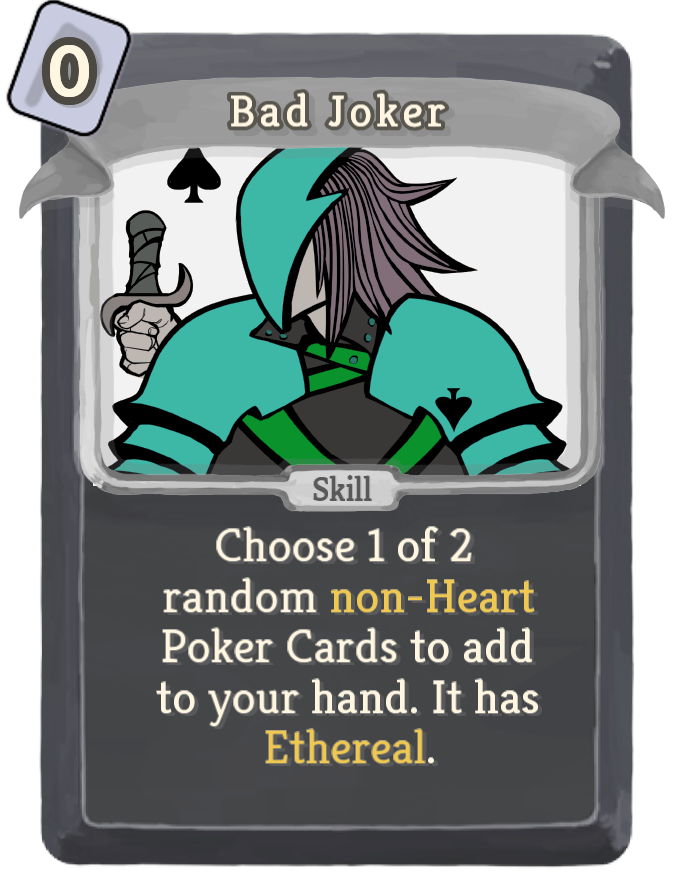 0
Bad Joker
Skill
Choose 1 of 2
random non-Heart
Poker Cards to add
to your hand. It has
Ethereal.